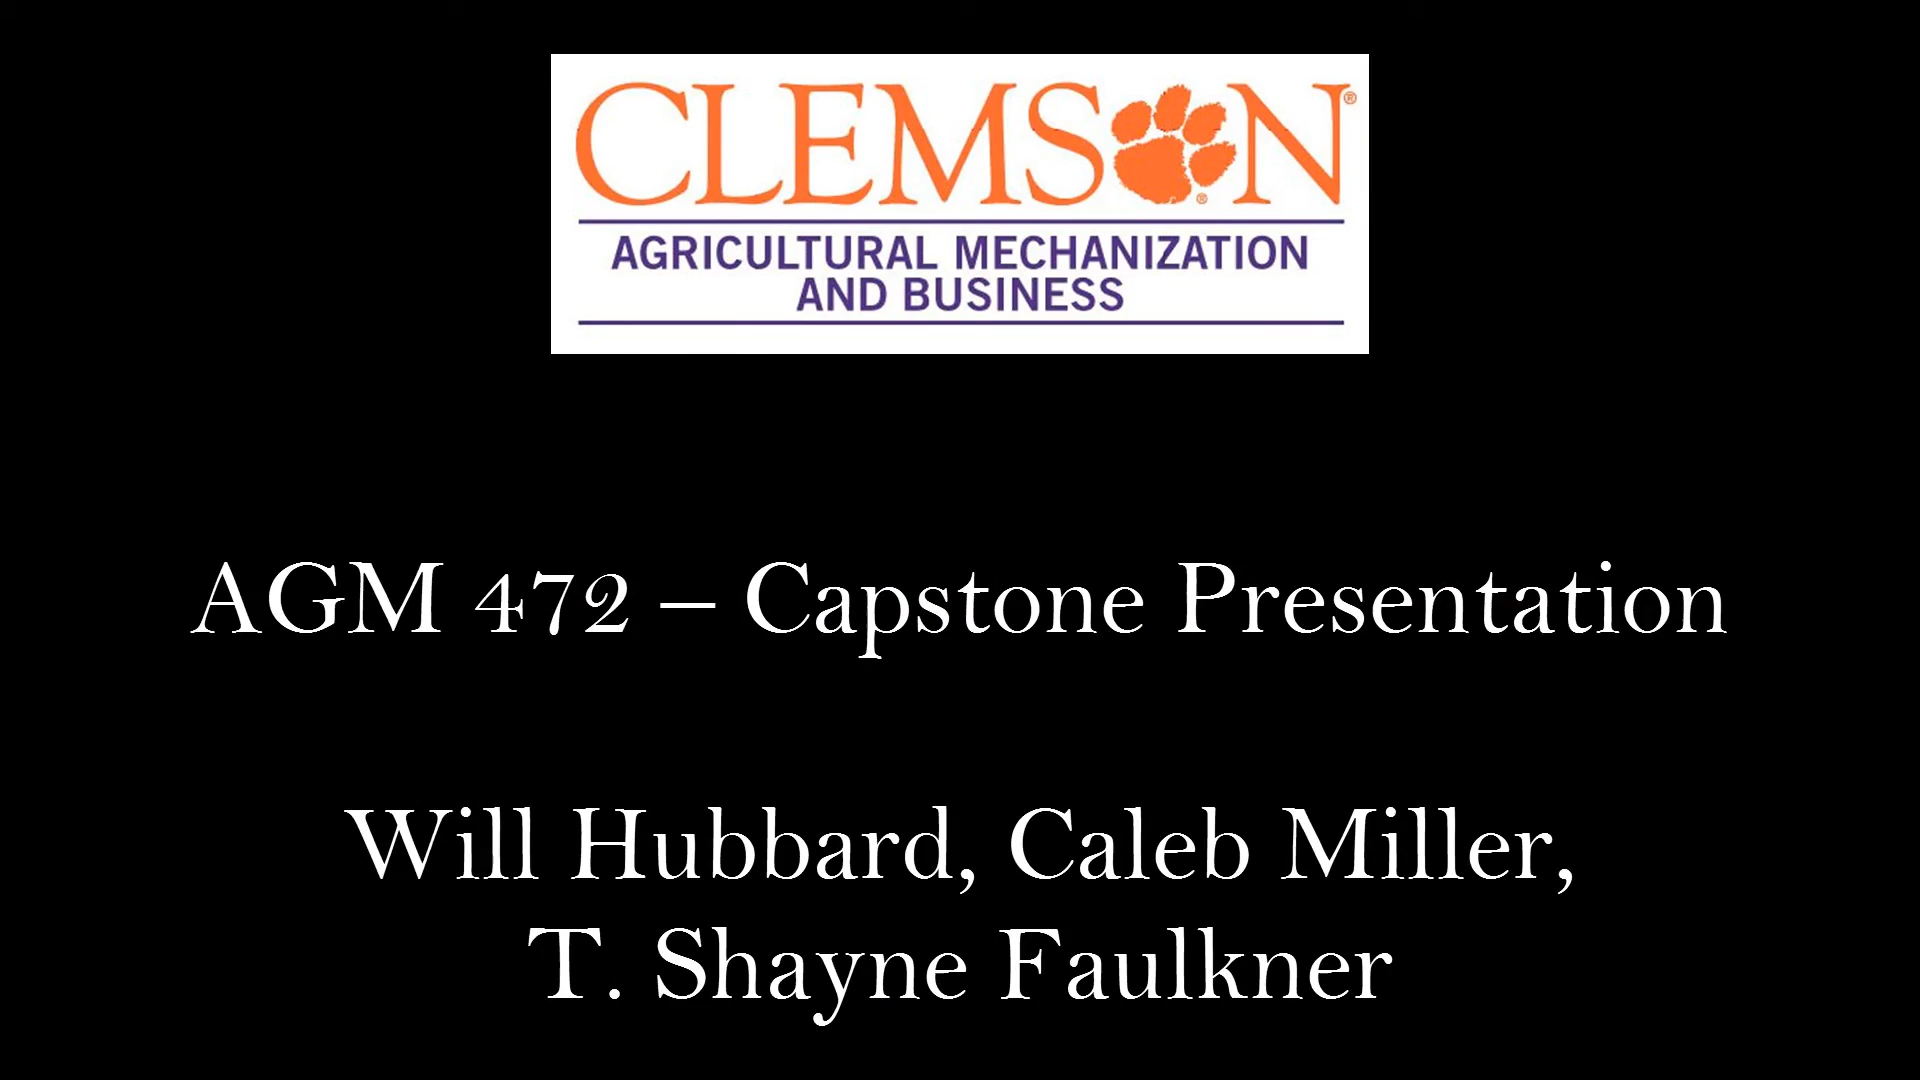 CLEMSON®
AGRICULTURAL MECHANIZATION
AND BUSINESS
AGM 472 – Capstone Presentation
Will Hubbard, Caleb Miller,
T. Shayne Faulkner